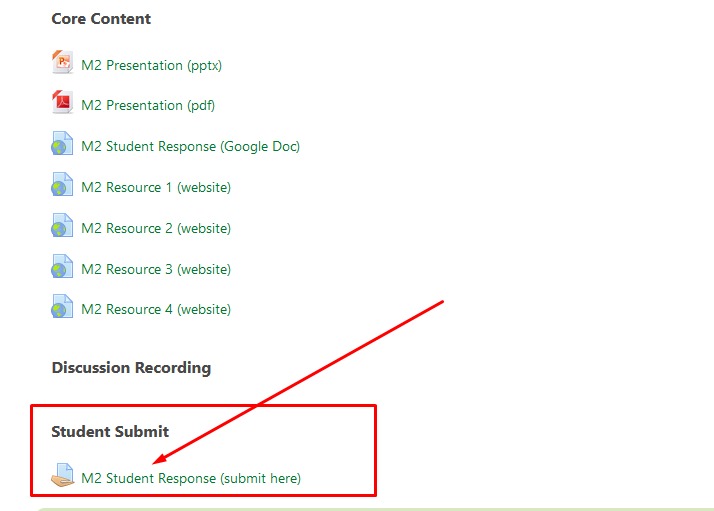 Core Content
M2 Presentation (pptx)
M2 Presentation (pdf)
M2 Student Response (Google Doc)
M2 Resource 1 (website)
M2 Resource 2 (website)
M2 Resource 3 (website)
M2 Resource 4 (website)
Discussion Recording
Student Submit
M2 Student Response (submit here)